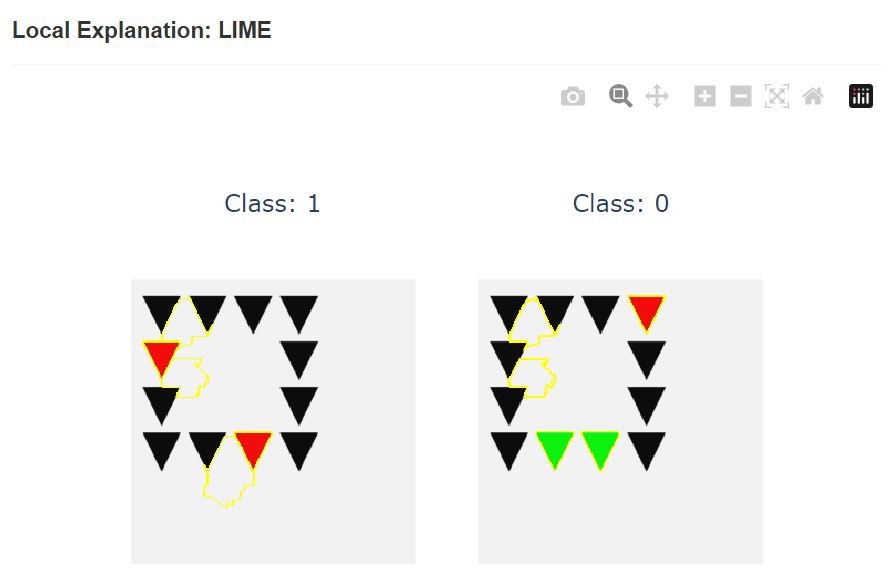 Local Explanation: LIME
Class: 1
Class: 0